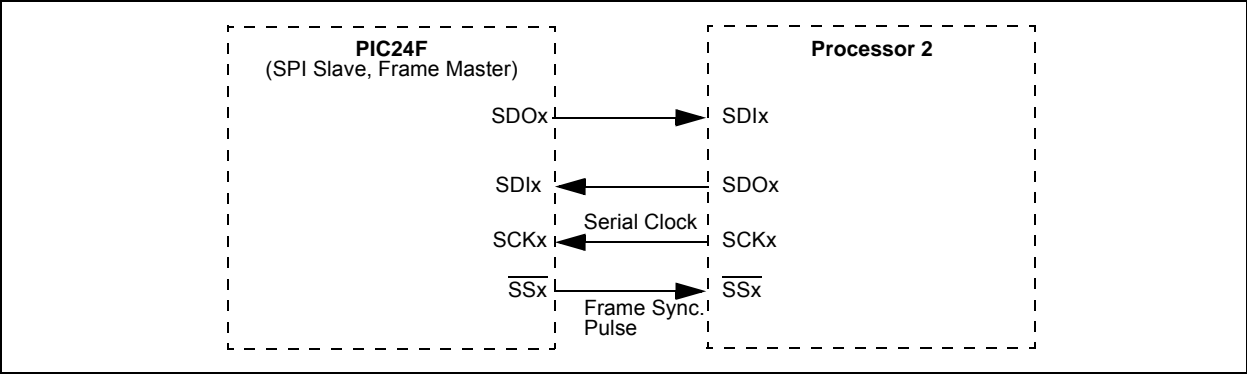 PIC24F
(SPI Slave, Frame Master)
Processor 2
SDOx
SDIx
SDIx
SDOx
Serial Clock
SCKx
SCKx
SSx
SSx
Frame Sync.
Pulse